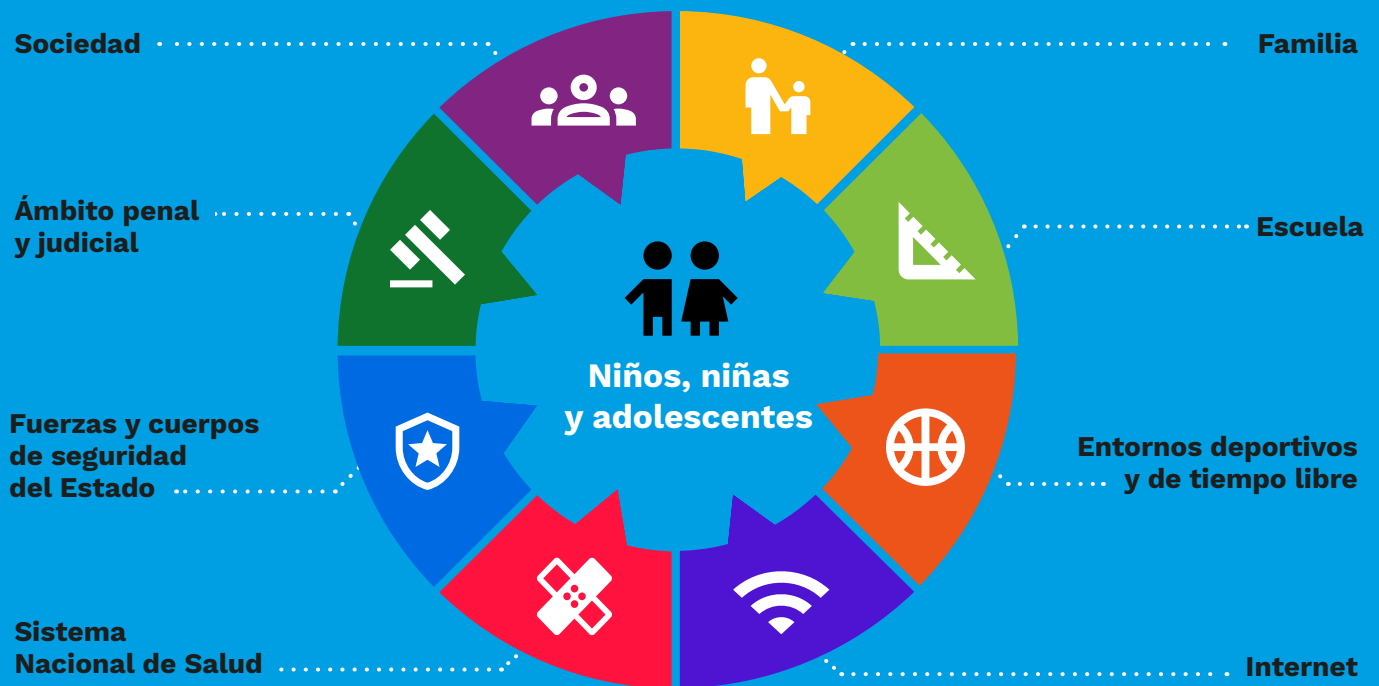 Sociedad
Familia
Ámbito penal
y judicial
Escuela
Niños, niñas
y adolescentes
Fuerzas y cuerpos
de seguridad
del Estado
Entornos deportivos
y de tiempo libre
Sistema
Nacional de Salud
Internet